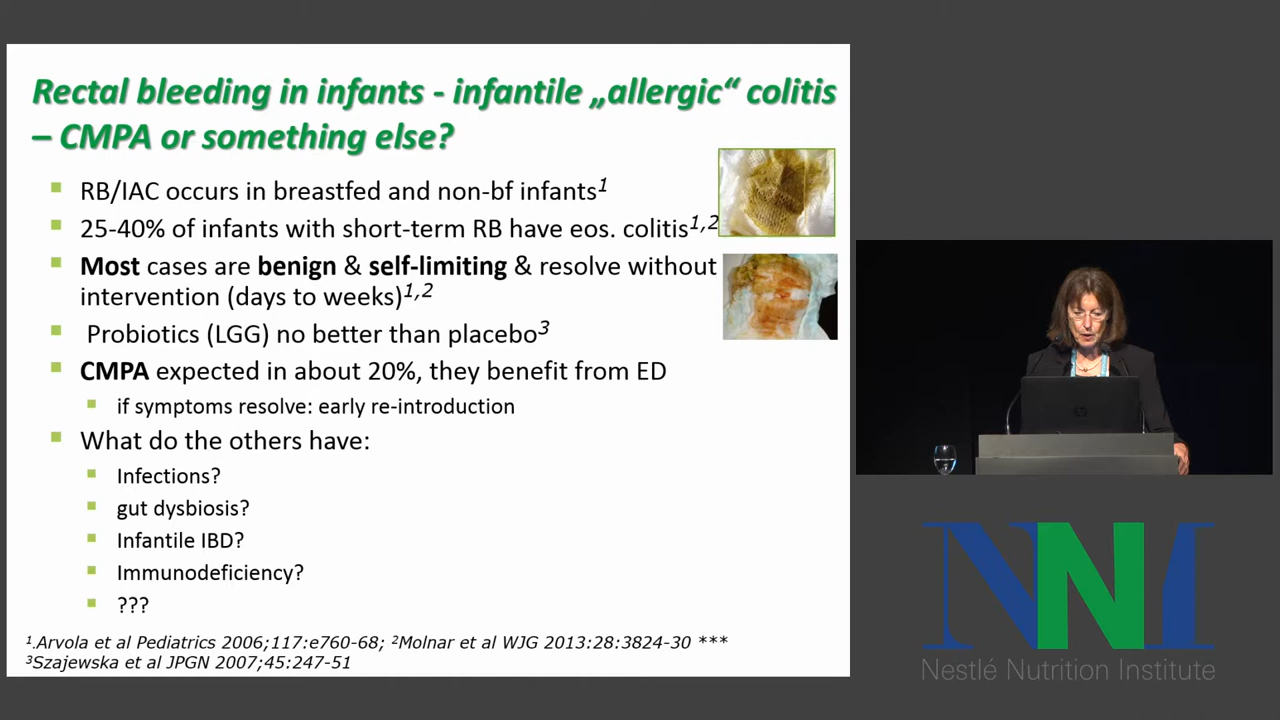 Rectal bleeding in infants - infantile „allergic“ colitis
– CMPA or something else?
RB/IAC occurs in breastfed and non-bf infants1
25-40% of infants with short-term RB have eos. colitis1,2
Most cases are benign & self-limiting & resolve without
intervention (days to weeks)1,2
Probiotics (LGG) no better than placebo3
CMPA expected in about 20%, they benefit from ED
if symptoms resolve: early re-introduction
What do the others have:
Infections?
gut dysbiosis?
Infantile IBD?
Immunodeficiency?
???
1.Arvola et al Pediatrics 2006;117:e760-68; 2Molnar et al WJG 2013:28:3824-30 ***
3Szajewska et al JPGN 2007;45:247-51
NNI
Nestlé Nutrition Institute